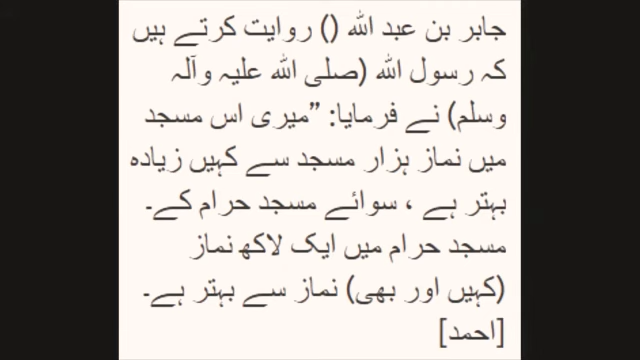 جابر بن عبد اللہ () روایت کرتے ہیں
کہ رسول اللہ (صلی اللہ علیہ وآلہ
وسلم) نے فرمایا: ”میری اس مسجد
میں نماز ہزار مسجد سے کہیں زیادہ
بہتر ہے ، سوائے مسجد حرام کے۔
مسجد حرام میں ایک لاکھ نماز
(کہیں اور بھی) نماز سے بہتر ہے۔
[احمد]